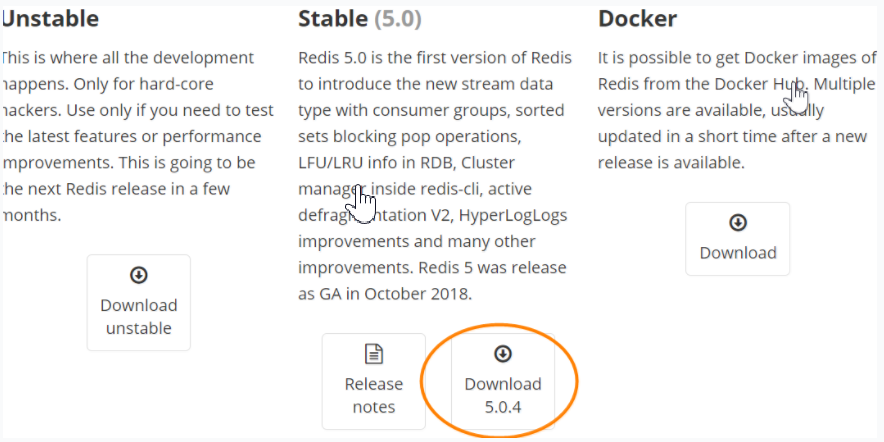 Unstable
This is where all the development
happens. Only for hard-core
hackers. Use only if you need to test
the latest features or performance
improvements. This is going to be
the next Redis release in a few
months.
Download
unstable
Stable (5.0)
Redis 5.0 is the first version of Redis
to introduce the new stream data
type with consumer groups, sorted
sets blocking pop operations,
LFU/LRU info in RDB, Cluster
manager inside redis-cli, active
defragmentation V2, HyperLogLogs
improvements and many other
improvements. Redis 5 was release
as GA in October 2018.
Release
notes
Download
5.0.4
Docker
It is possible to get Docker images of
Redis from the Docker Hub. Multiple
versions are available, usually
updated in a short time after a new
release is available.
Download